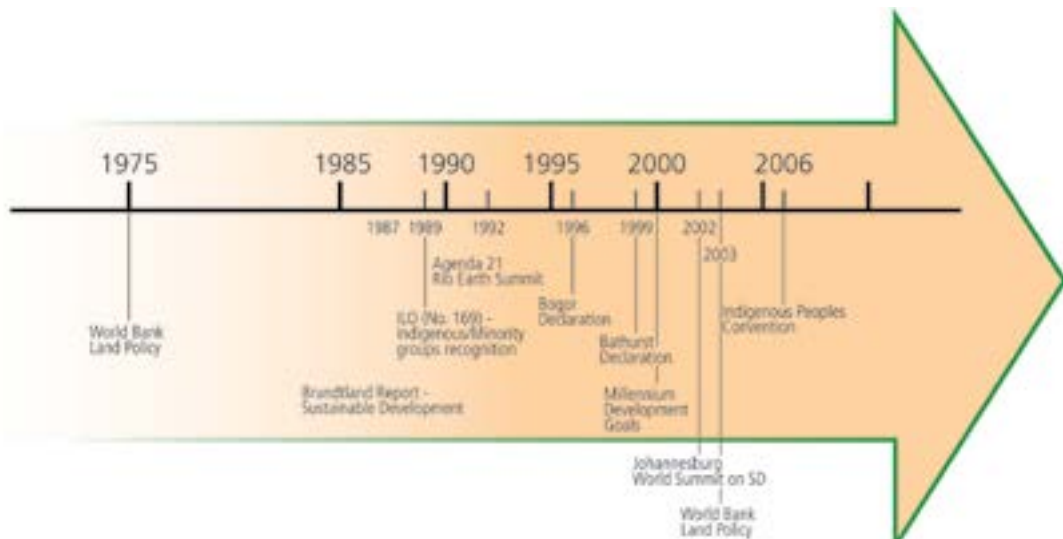 1975
1985
1990
1995
2000
2006
1987
1989
1992
1996
1999
2002
2003
Agenda 21
Rio Earth Summit
World Bank
Land Policy
ILO (No. 169) -
Indigenous/Minority
groups recognition
Bogor
Declaration
Indigenous Peoples
Convention
Bathurst
Declaration
Brundtland Report -
Sustainable Development
Millennium
Development
Goals
Johannesburg
World Summit on SD
World Bank
Land Policy